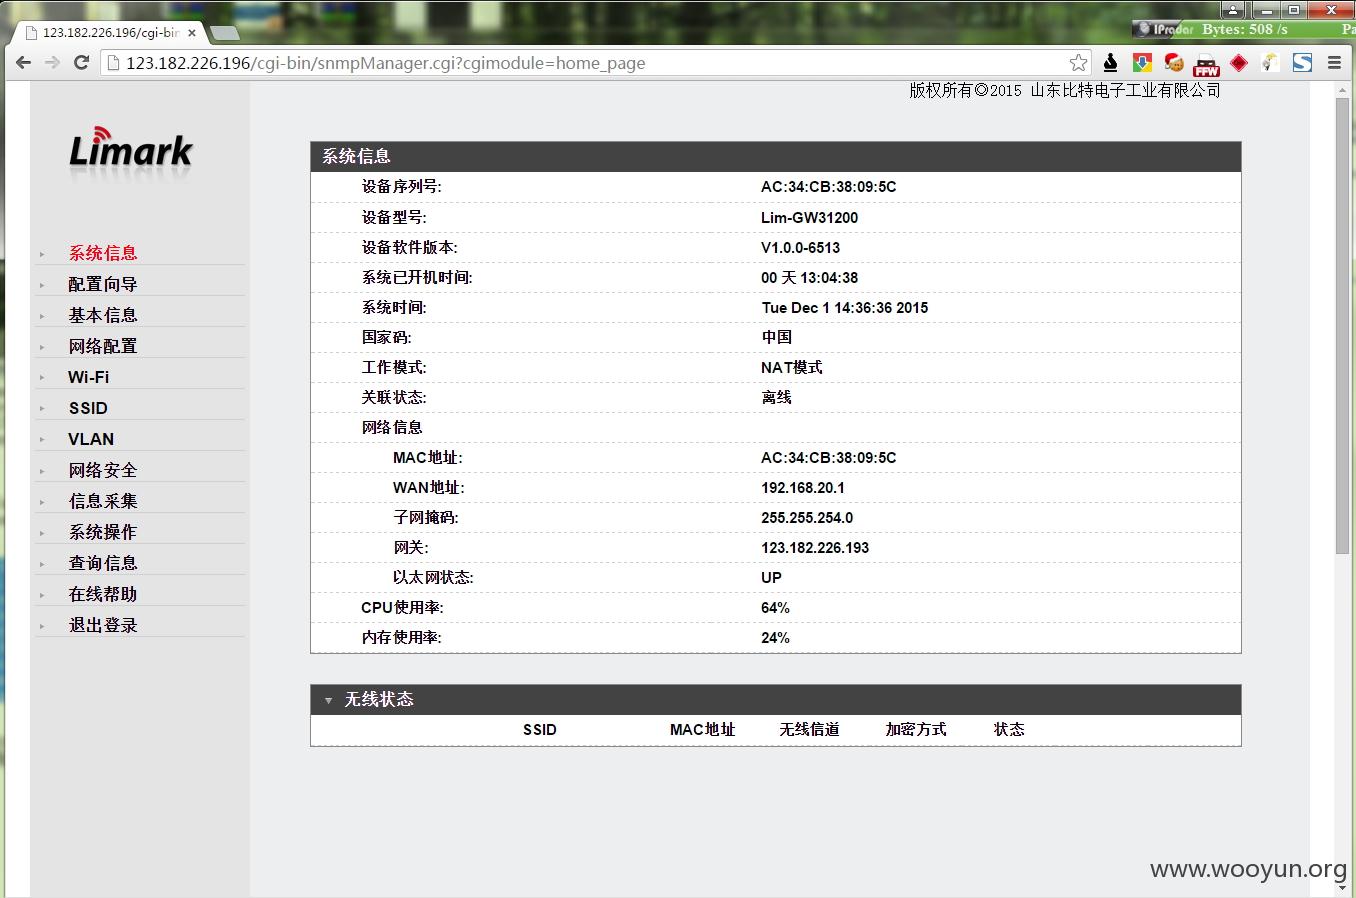 123.182.226.196/cgi-bin
IPradar Bytes: 508 /s Pa
123.182.226.196/cgi-bin/snmpManager.cgi?cgimodule=home_page
FFW
版权所有©2015 山东比特电子工业有限公司
Limark
系统信息
配置向导
基本信息
网络配置
Wi-Fi
SSID
VLAN
网络安全
信息采集
系统操作
查询信息
在线帮助
退出登录
系统信息
设备序列号: AC:34:CB:38:09:5C
设备型号: Lim-GW31200
设备软件版本: V1.0.0-6513
系统已开机时间: 00 天 13:04:38
系统时间: Tue Dec 1 14:36:36 2015
国家码: 中国
工作模式: NAT模式
关联状态: 离线
网络信息
MAC地址: AC:34:CB:38:09:5C
WAN地址: 192.168.20.1
子网掩码: 255.255.254.0
网关: 123.182.226.193
以太网状态: UP
CPU使用率: 64%
内存使用率: 24%
无线状态
SSID MAC地址 无线信道 加密方式 状态
www.wooyun.org